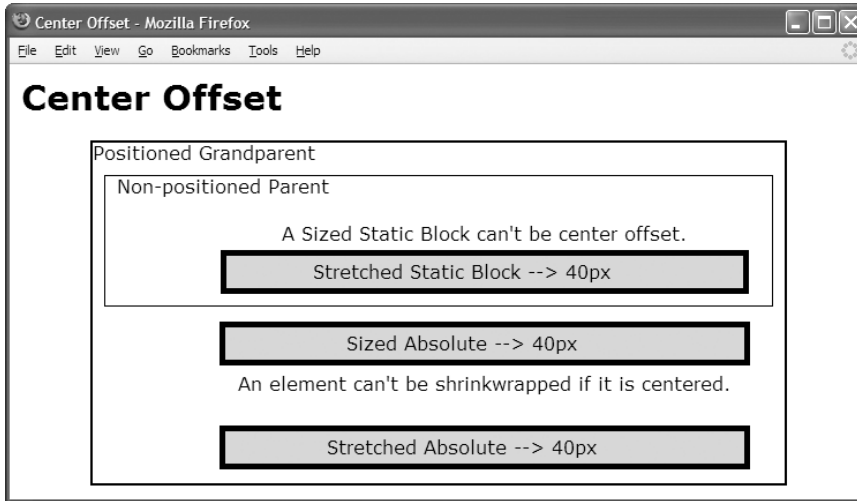 Center Offset - Mozilla Firefox
File Edit View Go Bookmarks Tools Help
Center Offset
Positioned Grandparent
Non-positioned Parent
A Sized Static Block can't be center offset.
Stretched Static Block --> 40px
Sized Absolute --> 40px
An element can't be shrinkwrapped if it is centered.
Stretched Absolute --> 40px